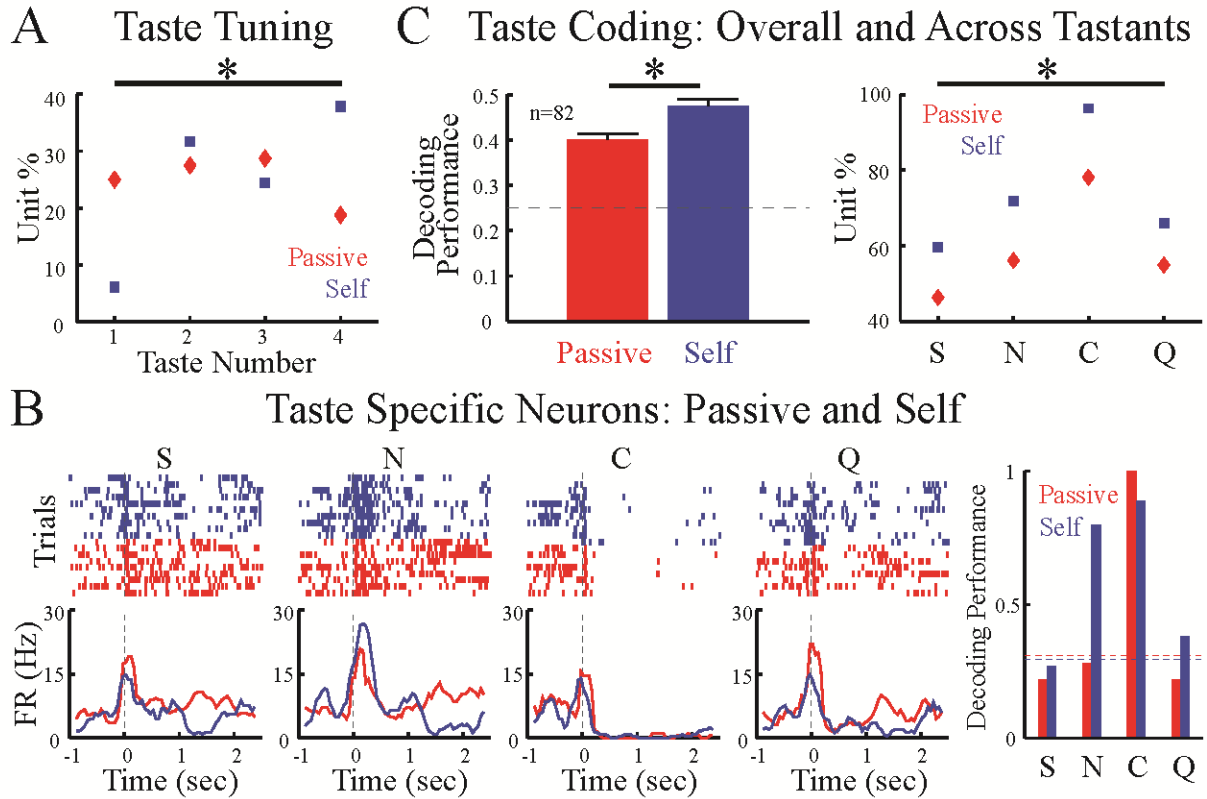 A Taste Tuning
*
Unit %
40
30
20
10
0
1 2 3 4
Taste Number
Passive
Self
C Taste Coding: Overall and Across Tastants
*
n=82
Decoding
Performance
0.5
0.4
0.3
0.2
0.1
0
Passive Self
*
Unit %
100
80
60
40
Passive
Self
S N C Q
B Taste Specific Neurons: Passive and Self
S N C Q
Trials
FR (Hz)
30
15
0
-1 0 1 2
Time (sec)
30
15
0
-1 0 1 2
Time (sec)
30
15
0
-1 0 1 2
Time (sec)
30
15
0
-1 0 1 2
Time (sec)
Decoding Performance
1
0.5
0
Passive
Self
S N C Q